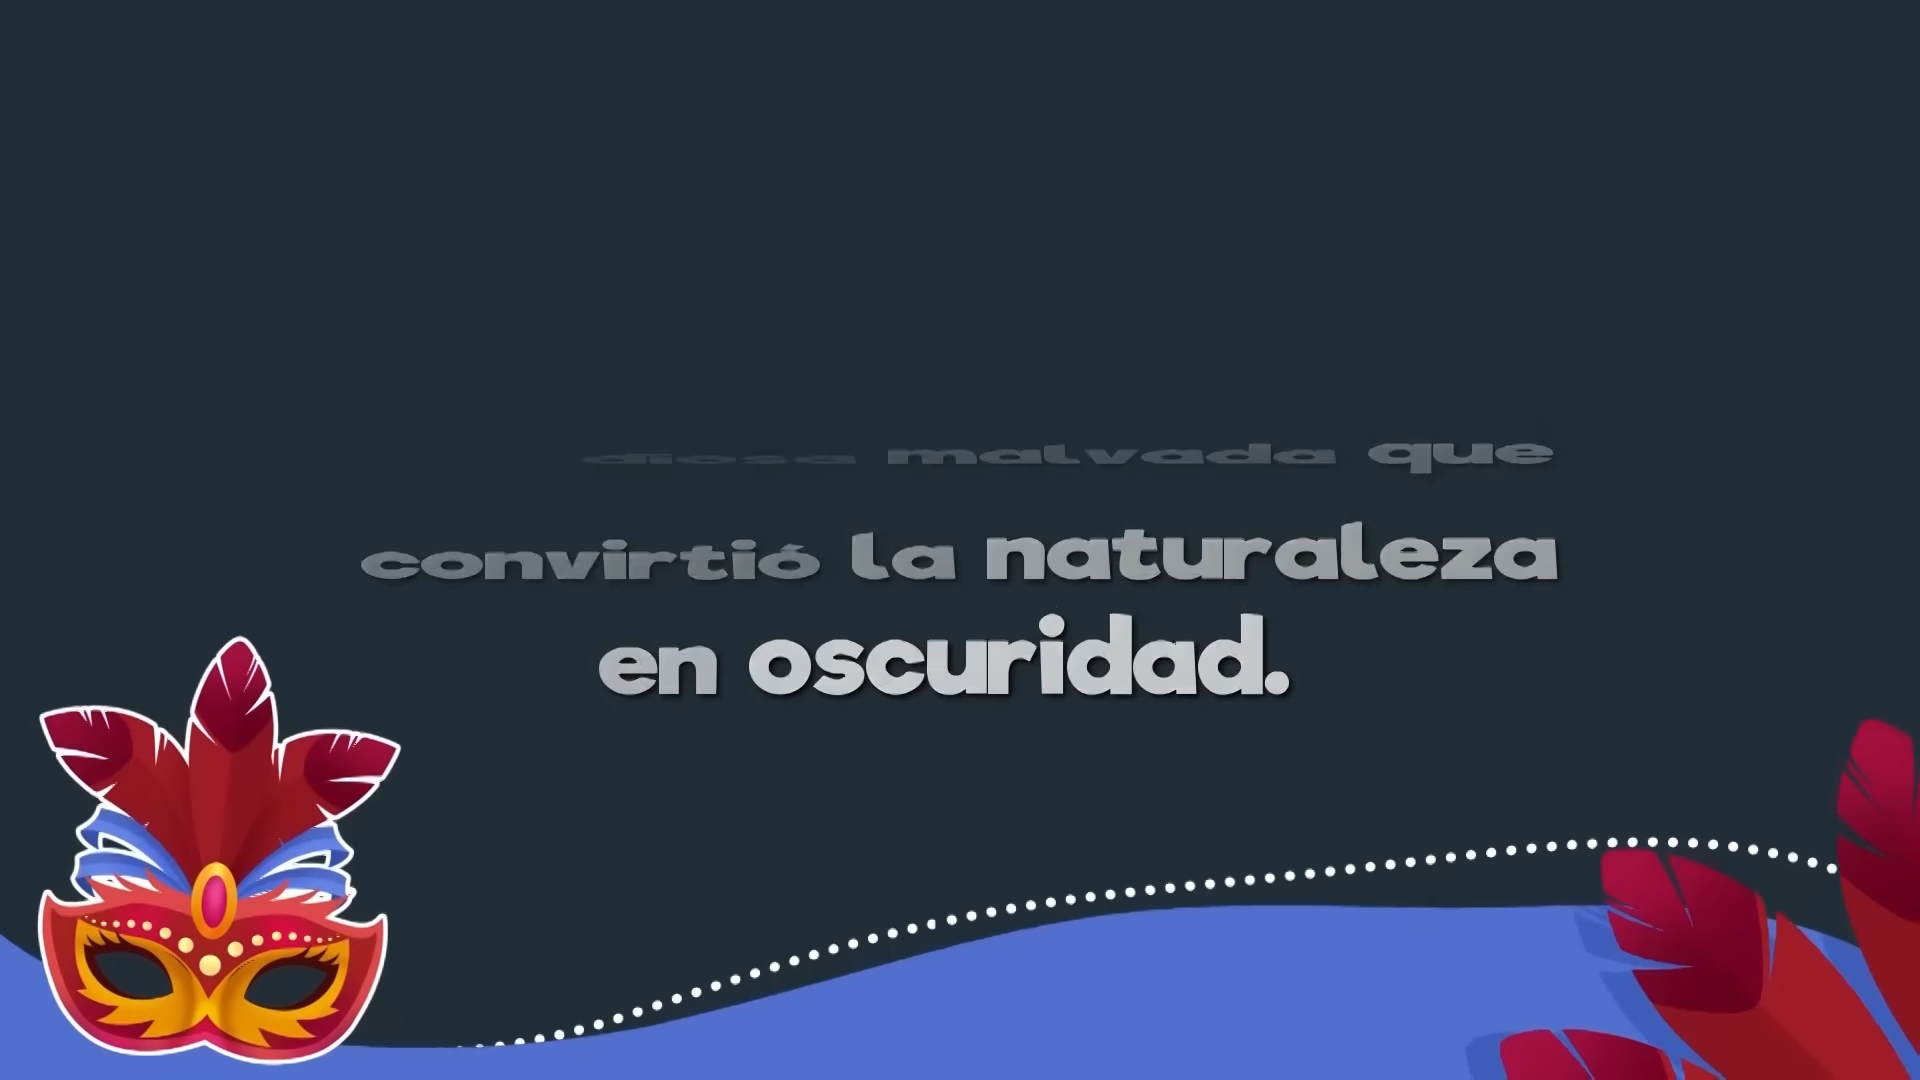 diosa malvada que
convirtió la naturaleza
en oscuridad.